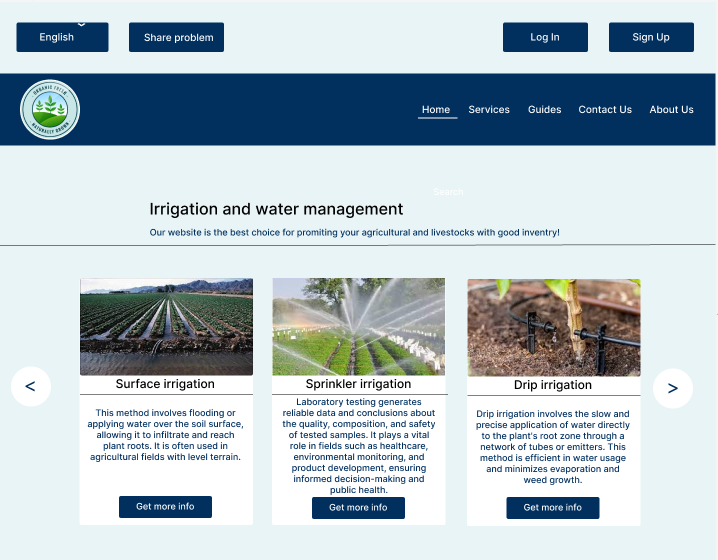 English
Share problem
Log In
Sign Up
ORGANIC FRESH
NATURALLY GROWN
Home
Services
Guides
Contact Us
About Us
Search
Irrigation and water management
Our website is the best choice for promiting your agricultural and livestocks with good inventry!
<
Surface irrigation
This method involves flooding or
applying water over the soil surface,
allowing it to infiltrate and reach
plant roots. It is often used in
agricultural fields with level terrain.
Get more info
Sprinkler irrigation
Laboratory testing generates
reliable data and conclusions about
the quality, composition, and safety
of tested samples. It plays a vital
role in fields such as healthcare,
environmental monitoring, and
product development, ensuring
informed decision-making and
public health.
Get more info
Drip irrigation
Drip irrigation involves the slow and
precise application of water directly
to the plant's root zone through a
network of tubes or emitters. This
method is efficient in water usage
and minimizes evaporation and
weed growth.
Get more info
>